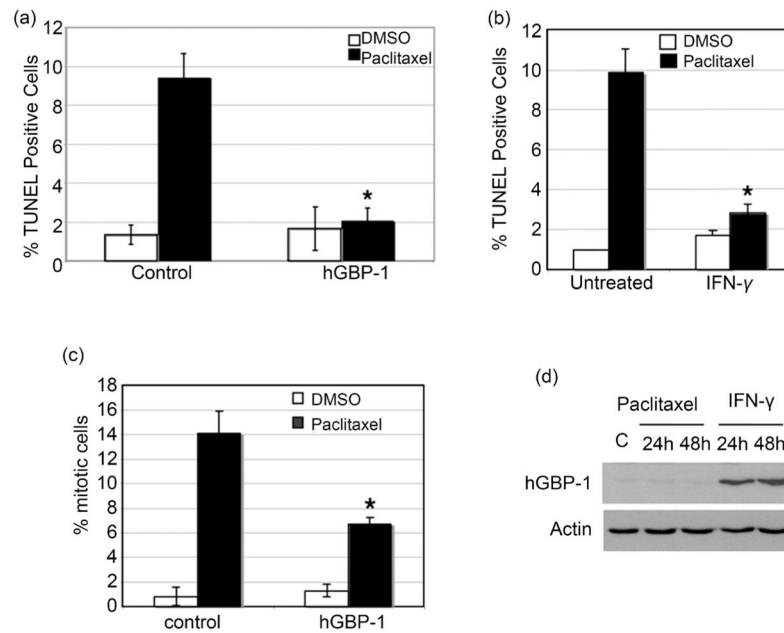 (a)
12
10
8
6
4
2
0
% TUNEL Positive Cells
DMSO
Paclitaxel
*
Control hGBP-1
(b)
12
10
8
6
4
2
0
% TUNEL Positive Cells
DMSO
Paclitaxel
*
Untreated IFN-γ
(c)
18
16
14
12
10
8
6
4
2
0
% mitotic cells
DMSO
Paclitaxel
*
control hGBP-1
(d)
Paclitaxel IFN-γ
C 24h 48h 24h 48h
hGBP-1
Actin